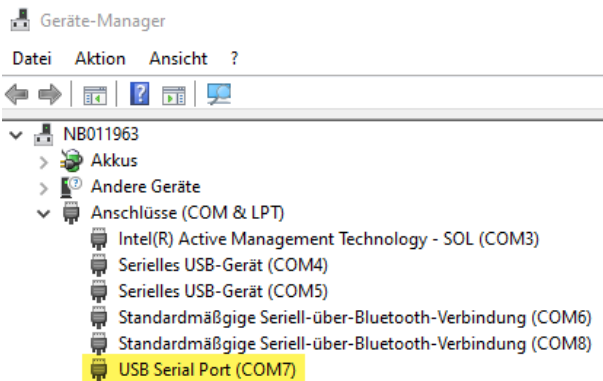 Geräte-Manager
Datei Aktion Ansicht ?
NB011963
Akkus
Andere Geräte
Anschlüsse (COM & LPT)
Intel(R) Active Management Technology - SOL (COM3)
Serielles USB-Gerät (COM4)
Serielles USB-Gerät (COM5)
Standardmäßgige Seriell-über-Bluetooth-Verbindung (COM6)
Standardmäßgige Seriell-über-Bluetooth-Verbindung (COM8)
USB Serial Port (COM7)